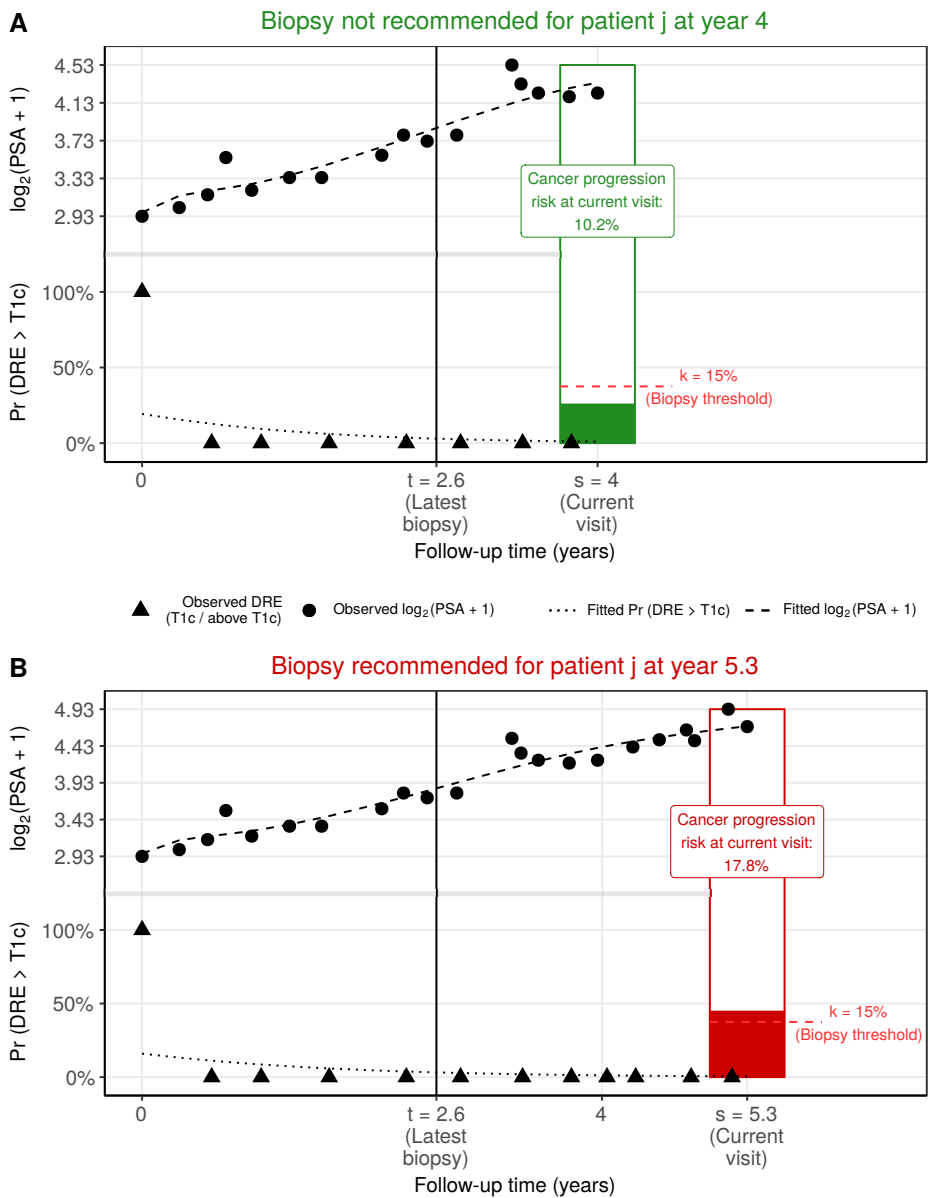 A
Biopsy not recommended for patient j at year 4
log₂(PSA + 1)
4.53
4.13
3.73
3.33
2.93
Cancer progression
risk at current visit:
10.2%
Pr (DRE > T1c)
100%
50%
0%
k = 15%
(Biopsy threshold)
0
t = 2.6
(Latest
biopsy)
s = 4
(Current
visit)
Follow-up time (years)
Observed DRE
(T1c / above T1c)
Observed log₂(PSA + 1)
Fitted Pr (DRE > T1c)
Fitted log₂(PSA + 1)
B
Biopsy recommended for patient j at year 5.3
log₂(PSA + 1)
4.93
4.43
3.93
3.43
2.93
Cancer progression
risk at current visit:
17.8%
Pr (DRE > T1c)
100%
50%
0%
k = 15%
(Biopsy threshold)
0
t = 2.6
(Latest
biopsy)
4
s = 5.3
(Current
visit)
Follow-up time (years)